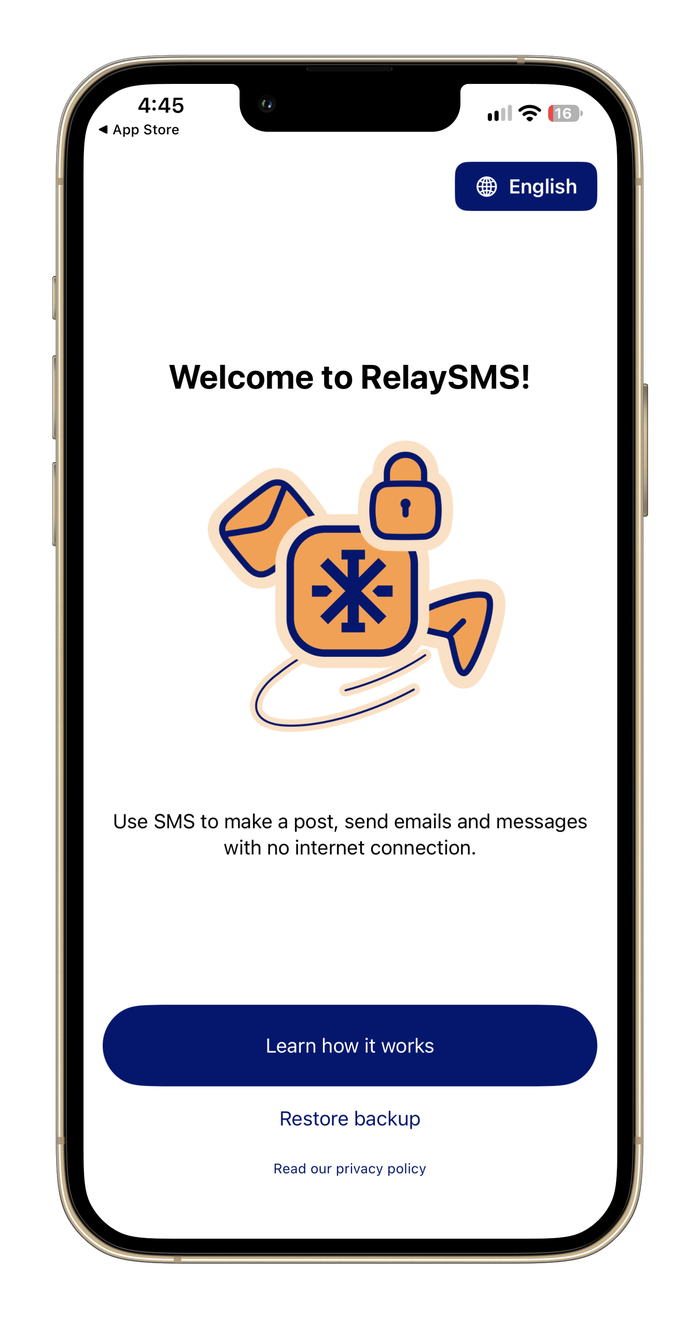 4:45
16
◀ App Store
English
Welcome to RelaySMS!
Use SMS to make a post, send emails and messages
with no internet connection.
Learn how it works
Restore backup
Read our privacy policy